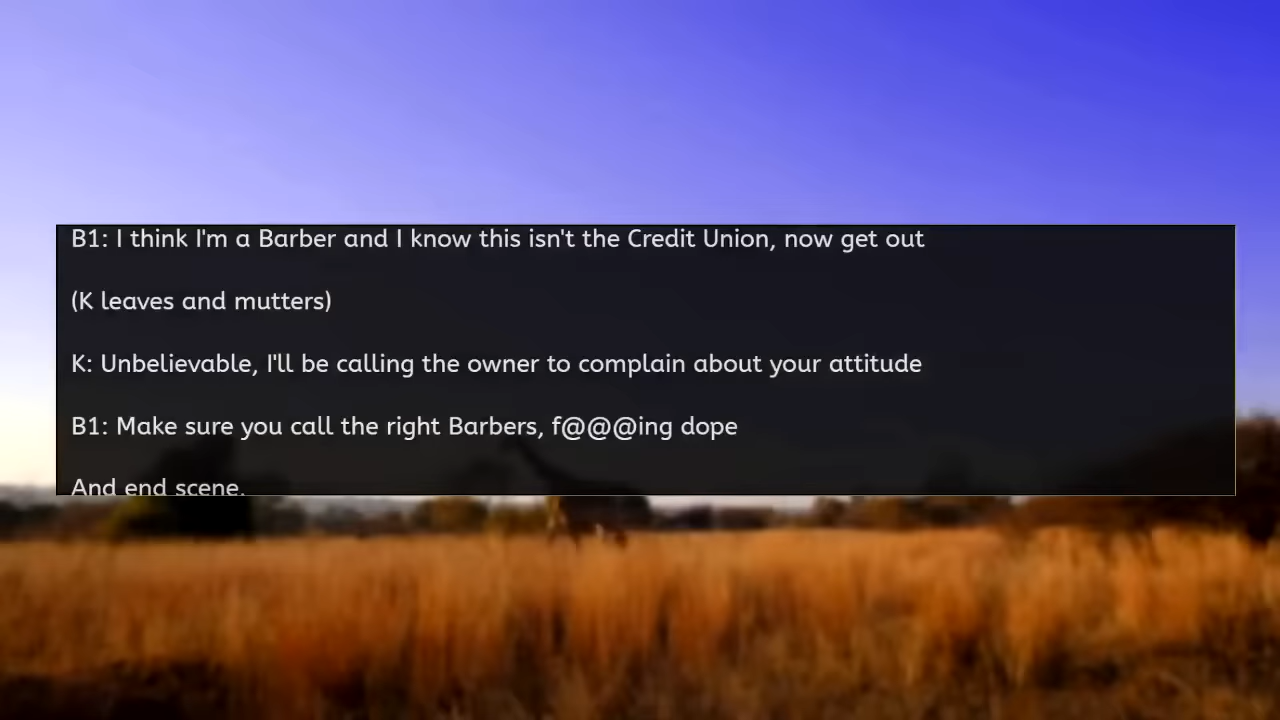 B1: I think I'm a Barber and I know this isn't the Credit Union, now get out
(K leaves and mutters)
K: Unbelievable, I'll be calling the owner to complain about your attitude
B1: Make sure you call the right Barbers, f@@@ing dope
And end scene.